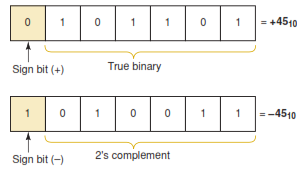 0 1 0 1 1 0 1 = +45₁₀
Sign bit (+) True binary
1 0 1 0 0 1 1 = –45₁₀
Sign bit (–) 2's complement